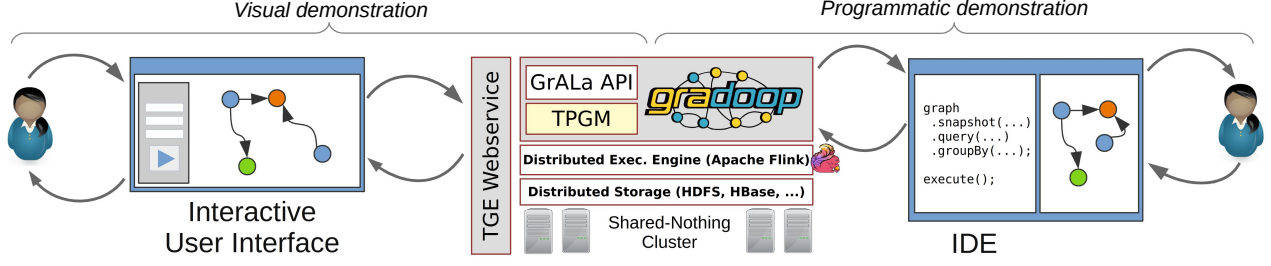 Visual demonstration
Programmatic demonstration
Interactive
User Interface
TGE Webservice
GrALa API
TPGM
gradoop
Distributed Exec. Engine (Apache Flink)
Distributed Storage (HDFS, HBase, ...)
Shared-Nothing
Cluster
graph
.snapshot(...)
.query(...)
.groupBy(...);
execute();
IDE